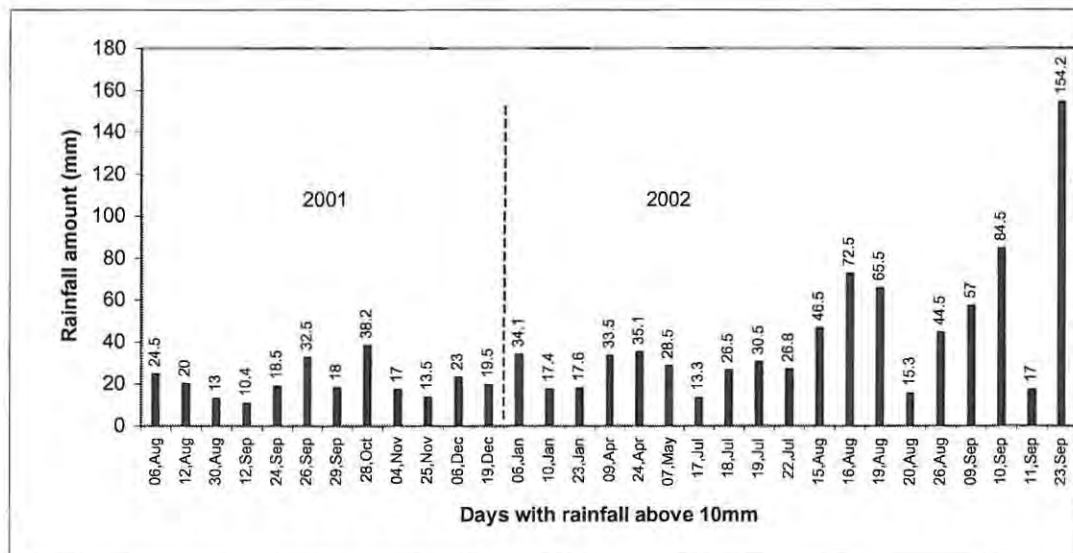 180
160
140
120
100
80
60
40
20
0
Rainfall amount (mm)
2001
2002
24.5
20
13
10.4
18.5
32.5
18
38.2
17
13.5
23
19.5
34.1
17.4
17.6
33.5
35.1
28.5
13.3
26.5
30.5
26.8
46.5
72.5
65.5
15.3
44.5
57
84.5
17
154.2
06,Aug
12,Aug
30,Aug
12,Sep
24,Sep
26,Sep
29,Sep
28,Oct
04,Nov
25,Nov
06,Dec
19,Dec
06,Jan
10,Jan
23,Jan
09,Apr
24,Apr
07,May
17,Jul
18,Jul
19,Jul
22,Jul
15,Aug
16,Aug
19,Aug
20,Aug
26,Aug
09,Sep
10,Sep
11,Sep
23,Sep
Days with rainfall above 10mm